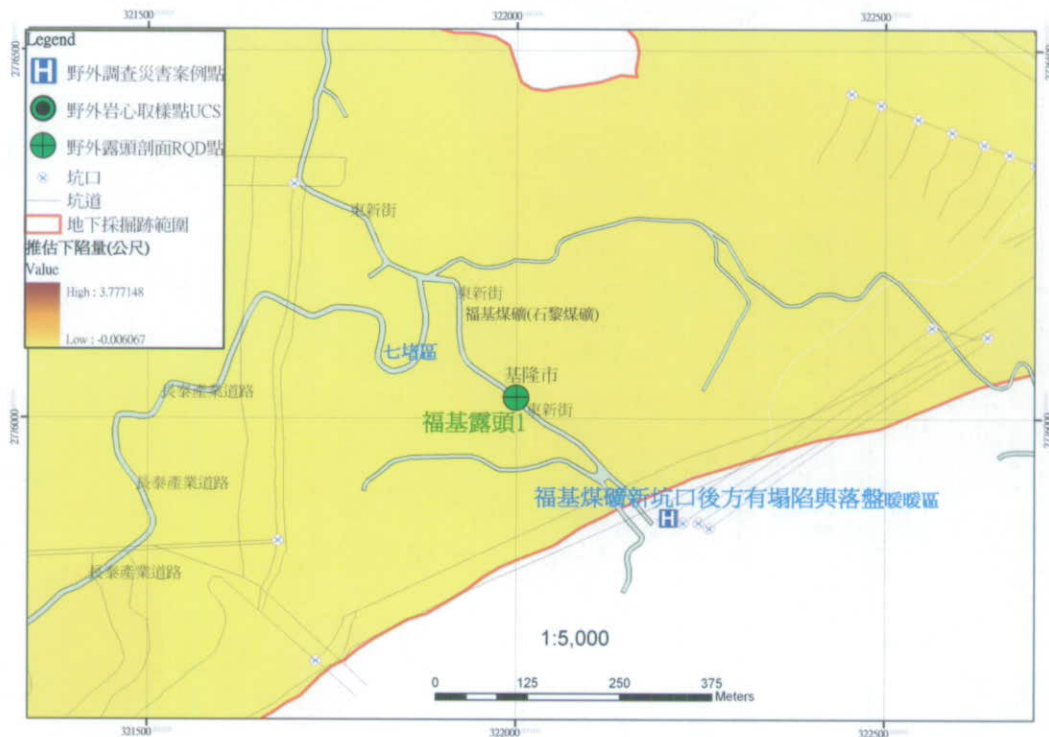 321500
322000
322500
2776500
2776500
Legend
野外調查災害案例點
野外岩心取樣點UCS
野外露頭剖面RQD點
坑口
坑道
地下採掘跡範圍
推估下陷量(公尺)
Value
High : 3.777148
Low : -0.006067
東新街
東新街
福基煤礦(石黎煤礦)
七堵區
長泰產業道路
基隆市
東新街
福基露頭1
2776000
2776000
長泰產業道路
福基煤礦新坑口後方有塌陷與落盤
暖暖區
長泰產業道路
1:5,000
0 125 250 375
Meters
321500
322000
322500